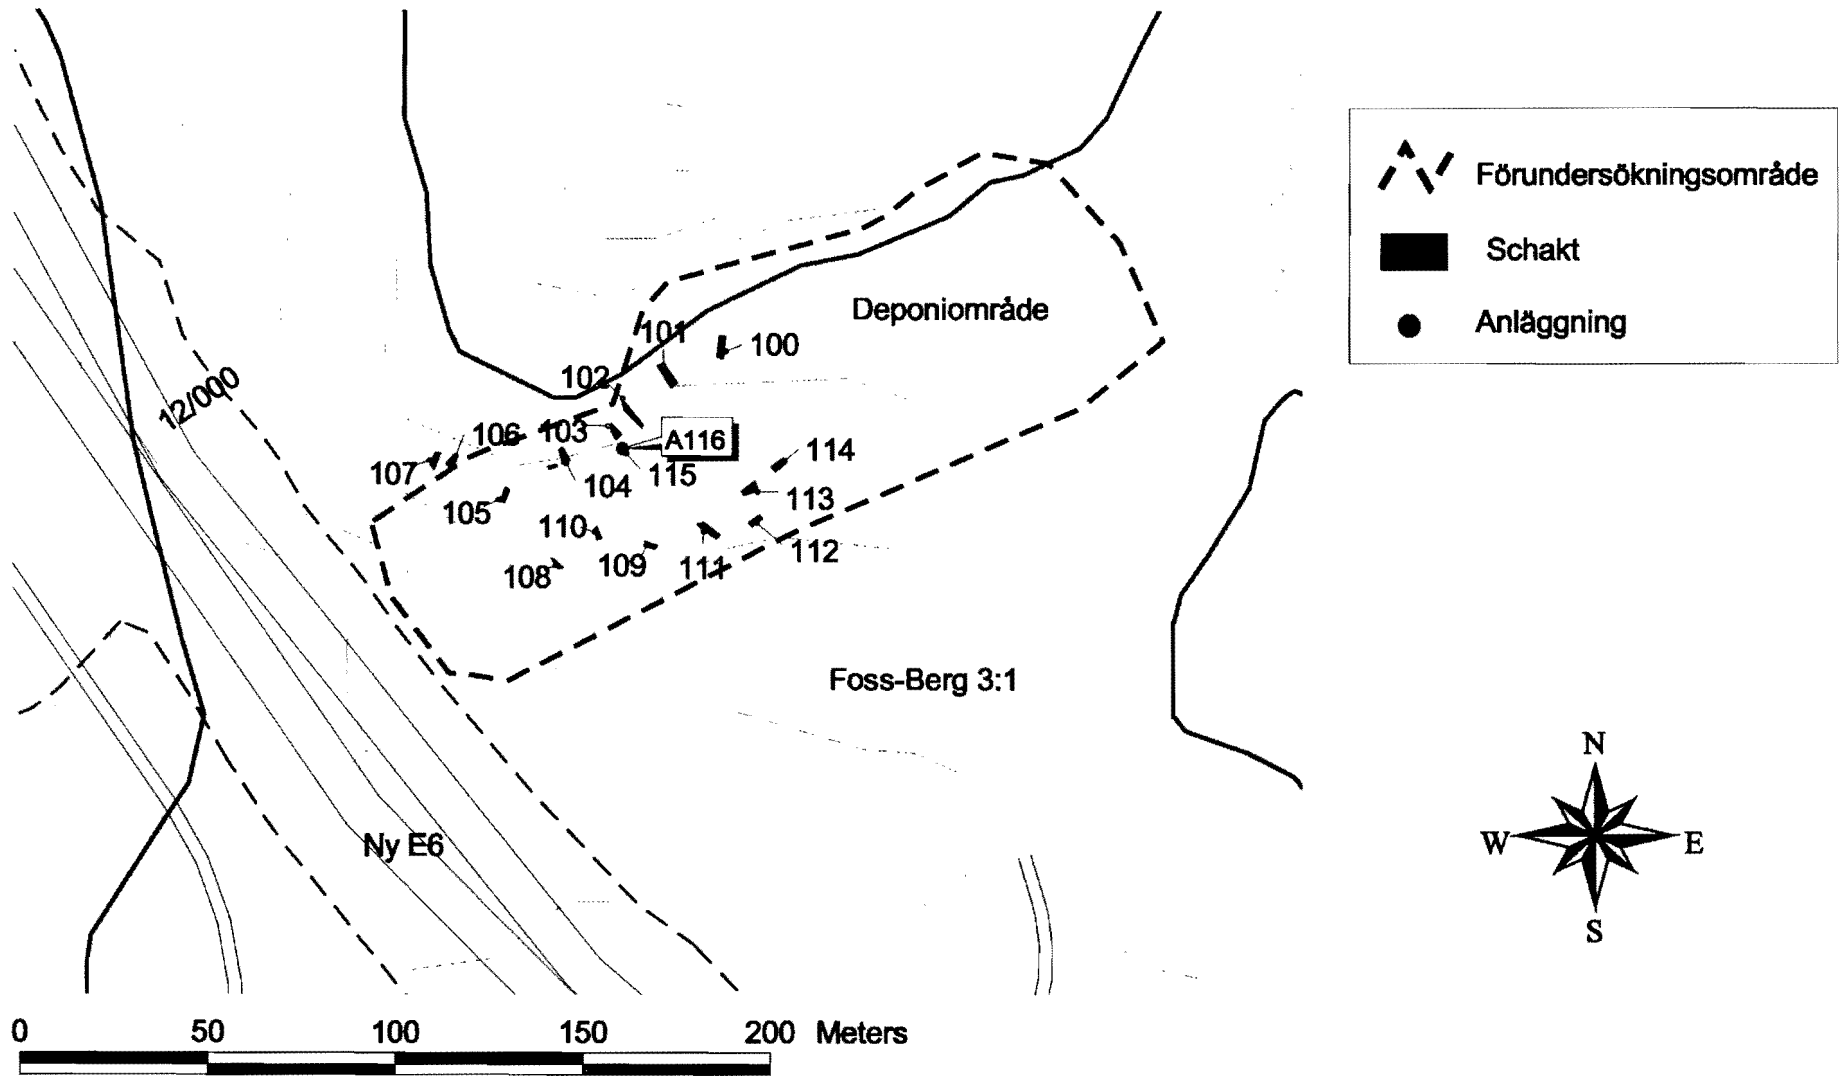 Förundersökningsområde
Schakt
Anläggning
Deponiområde
101
100
102
12/000
106
103
A116
107
104
115
114
105
113
110
112
108
109
111
Foss-Berg 3:1
Ny E6
N
W
E
S
0 50 100 150 200 Meters